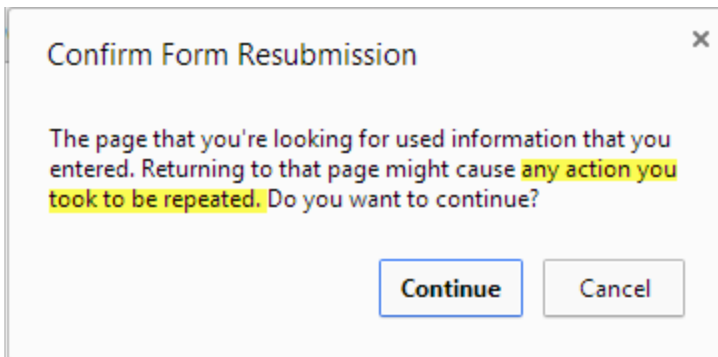 Confirm Form Resubmission
The page that you're looking for used information that you
entered. Returning to that page might cause any action you
took to be repeated. Do you want to continue?
Continue Cancel